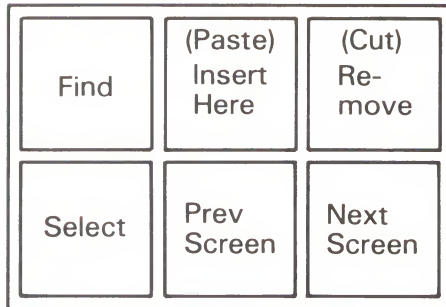 Find
(Paste)
Insert
Here
(Cut)
Re-
move
Select
Prev
Screen
Next
Screen